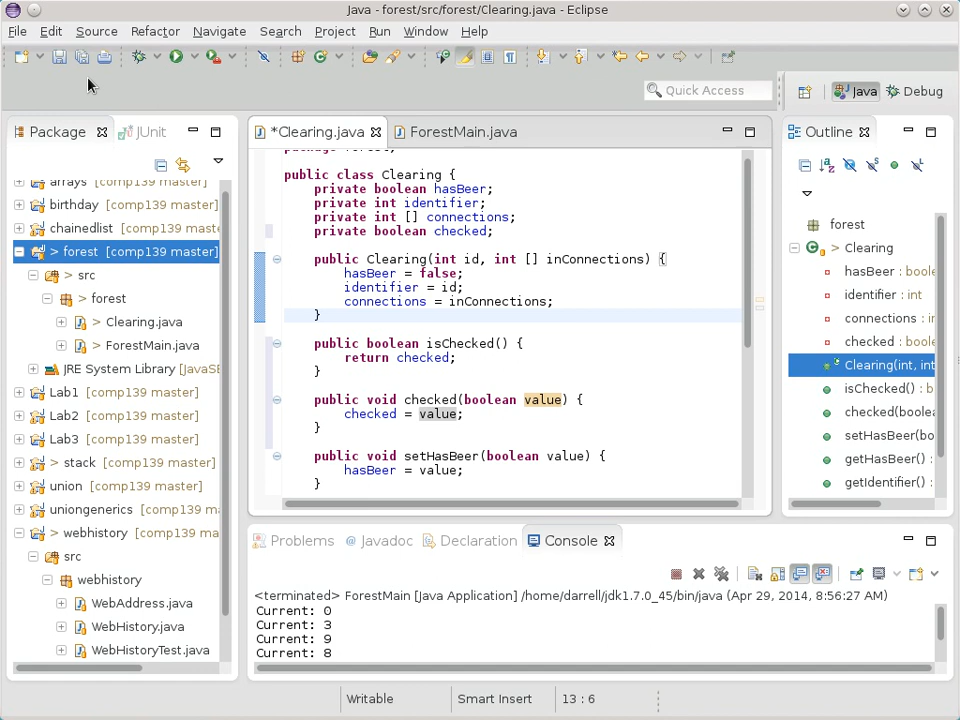 Java - forest/src/forest/Clearing.java - Eclipse
File Edit Source Refactor Navigate Search Project Run Window Help
Quick Access
Java
Debug
Package
JUnit
arrays [comp139 master]
birthday [comp139 master]
chainedlist [comp139 maste
> forest [comp139 master]
> src
> forest
> Clearing.java
> ForestMain.java
JRE System Library [JavaSE
Lab1 [comp139 master]
Lab2 [comp139 master]
Lab3 [comp139 master]
> stack [comp139 master]
union [comp139 master]
uniongenerics [comp139 m
> webhistory [comp139 ma
src
webhistory
WebAddress.java
WebHistory.java
WebHistoryTest.java
*Clearing.java
ForestMain.java
public class Clearing {
private boolean hasBeer;
private int identifier;
private int [] connections;
private boolean checked;
public Clearing(int id, int [] inConnections) {
hasBeer = false;
identifier = id;
connections = inConnections;
}
public boolean isChecked() {
return checked;
}
public void checked(boolean value) {
checked = value;
}
public void setHasBeer(boolean value) {
hasBeer = value;
}
Outline
forest
> Clearing
hasBeer : boole
identifier : int
connections : in
checked : boole
Clearing(int, int
isChecked() : b
checked(boolea
setHasBeer(bo
getHasBeer() :
getIdentifier() :
Problems
@ Javadoc
Declaration
Console
<terminated> ForestMain [Java Application] /home/darrell/jdk1.7.0_45/bin/java (Apr 29, 2014, 8:56:27 AM)
Current: 0
Current: 3
Current: 9
Current: 8
Writable
Smart Insert
13 : 6